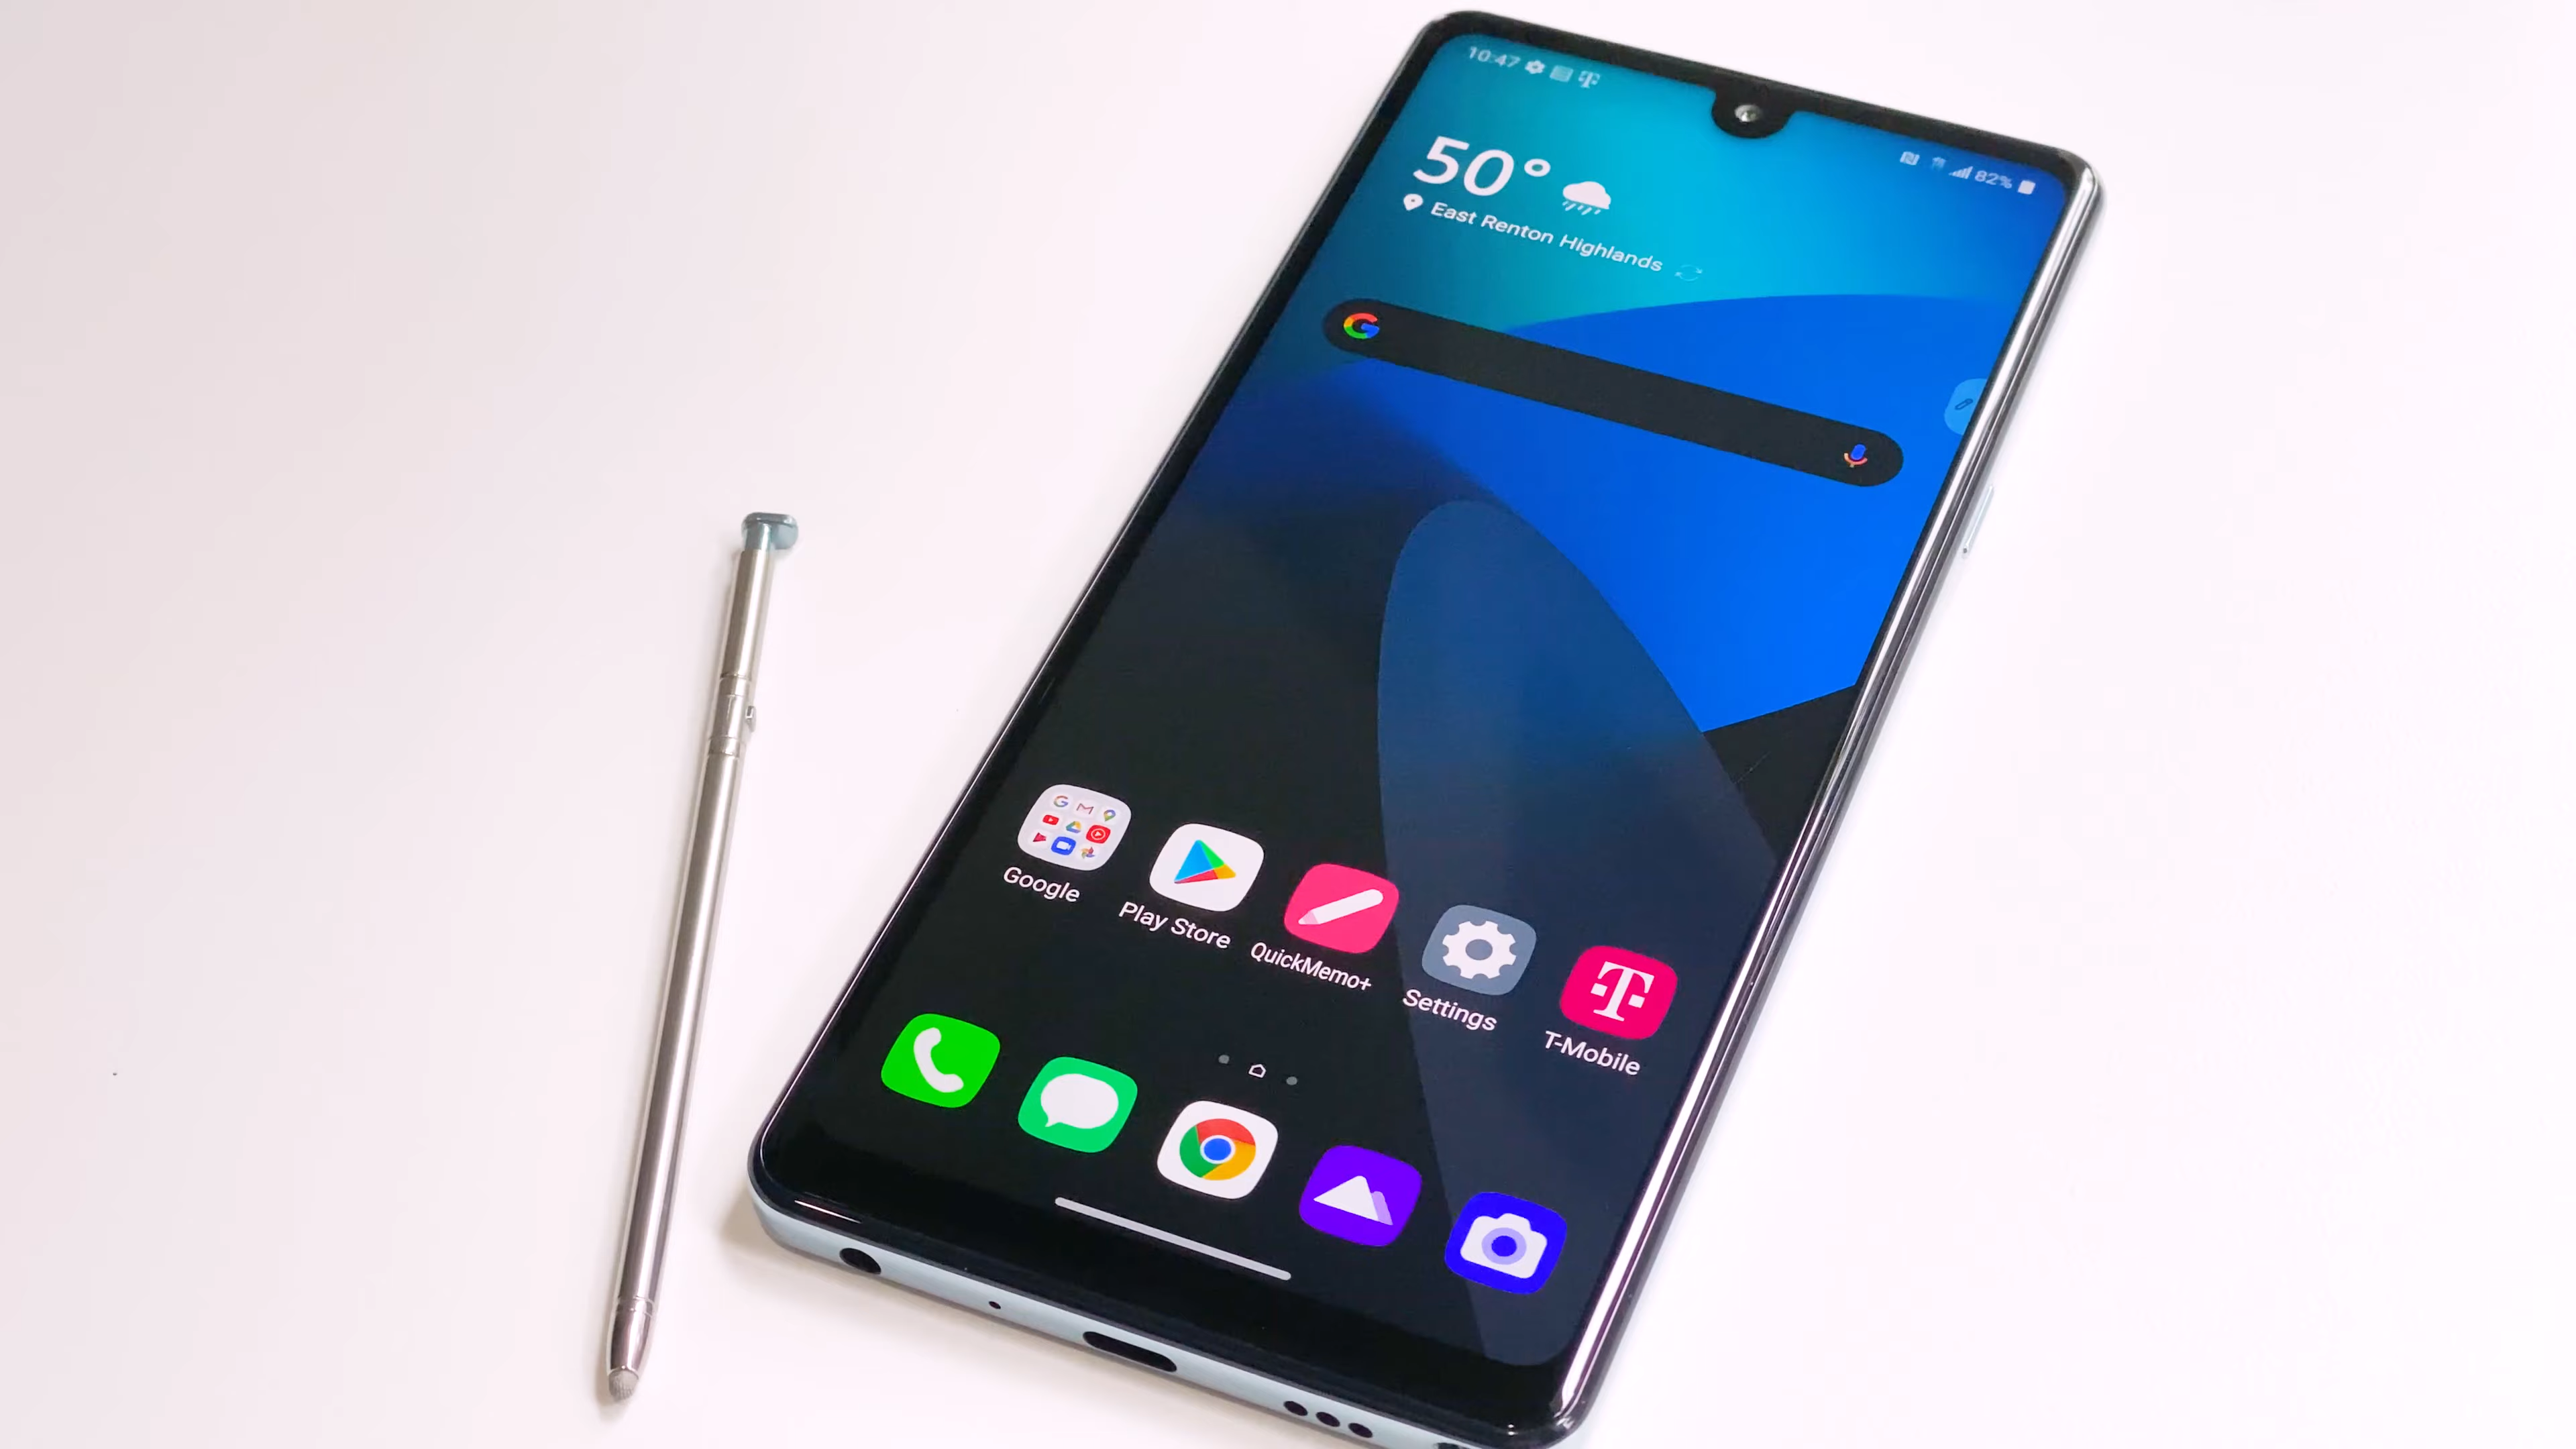 10:47
82%
50°
East Renton Highlands
Google
Play Store
QuickMemo+
Settings
T-Mobile